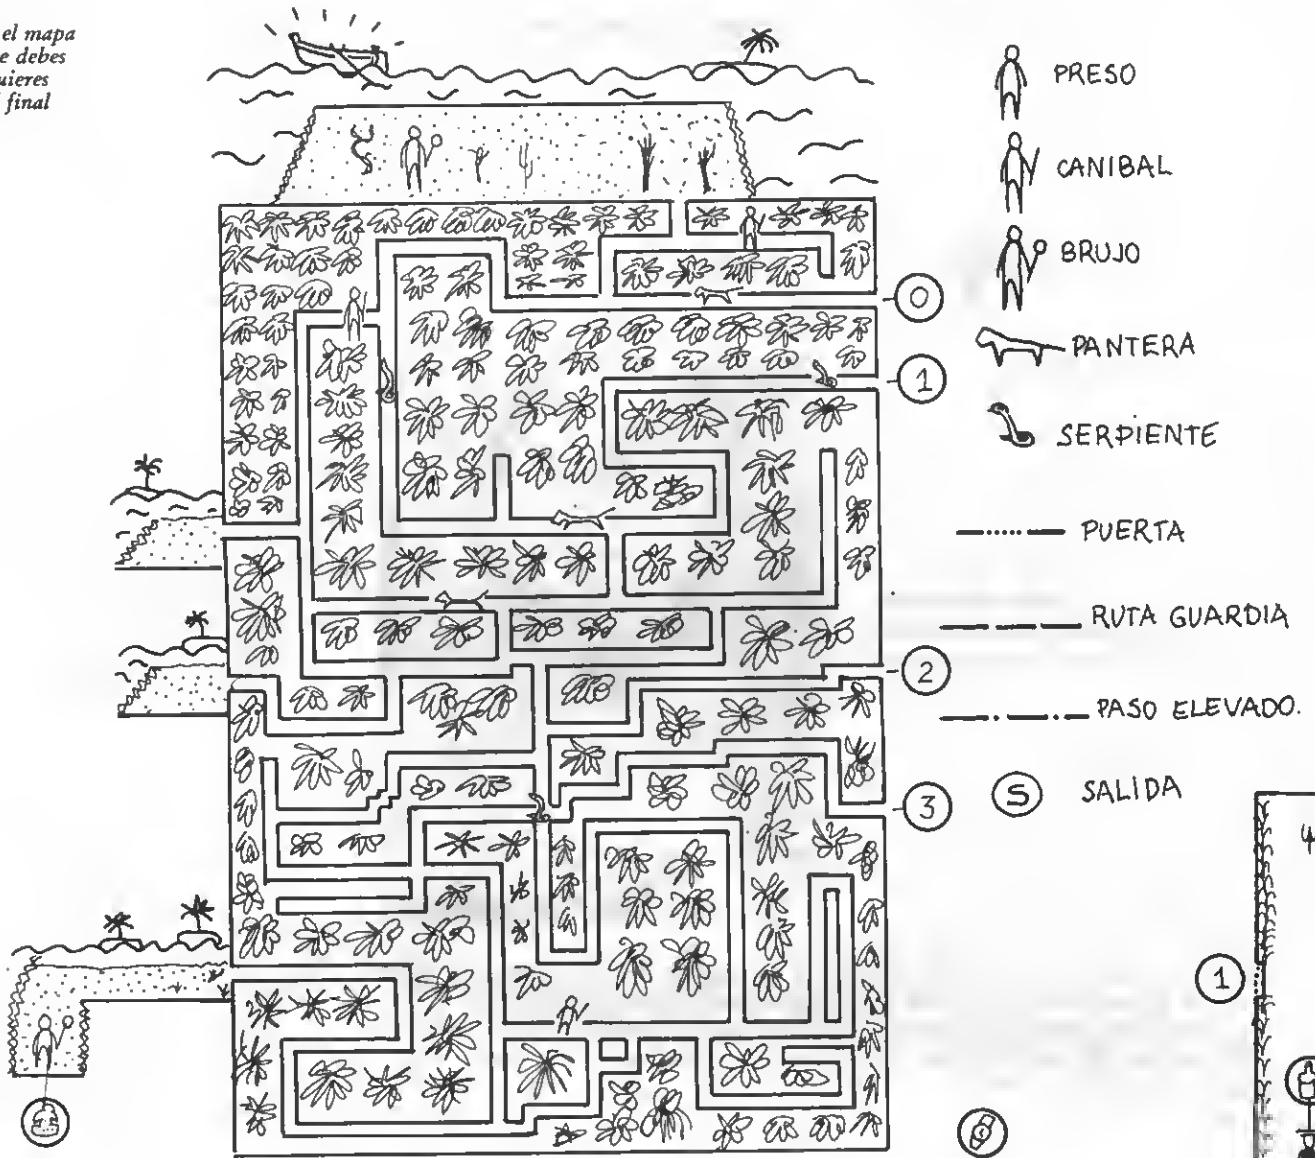 el mapa
e debes
uieres
final
PRESO
CANIBAL
BRUJO
PANTERA
SERPIENTE
PUERTA
RUTA GUARDIA
PASO ELEVADO.
S SALIDA
0
1
2
3
1
4